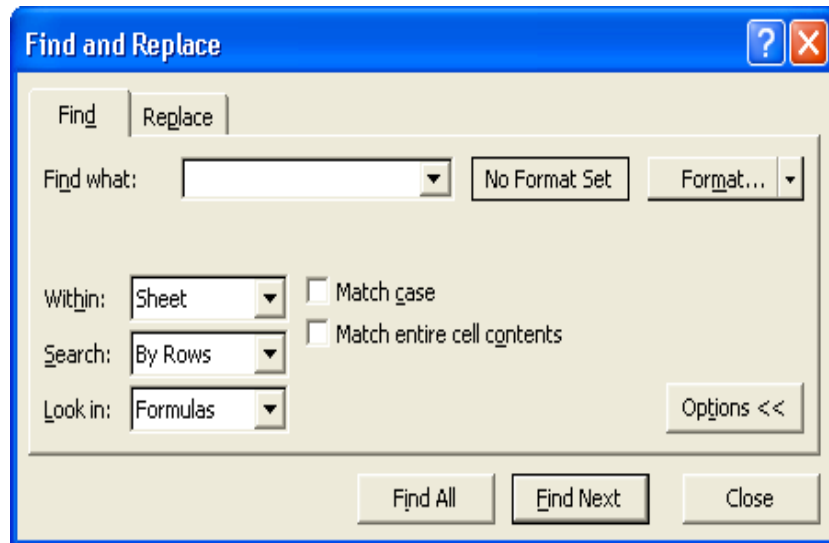 Find and Replace
Find Replace
Find what: No Format Set Format...
Within: Sheet Match case
Match entire cell contents
Search: By Rows
Look in: Formulas
Options <<
Find All Find Next Close